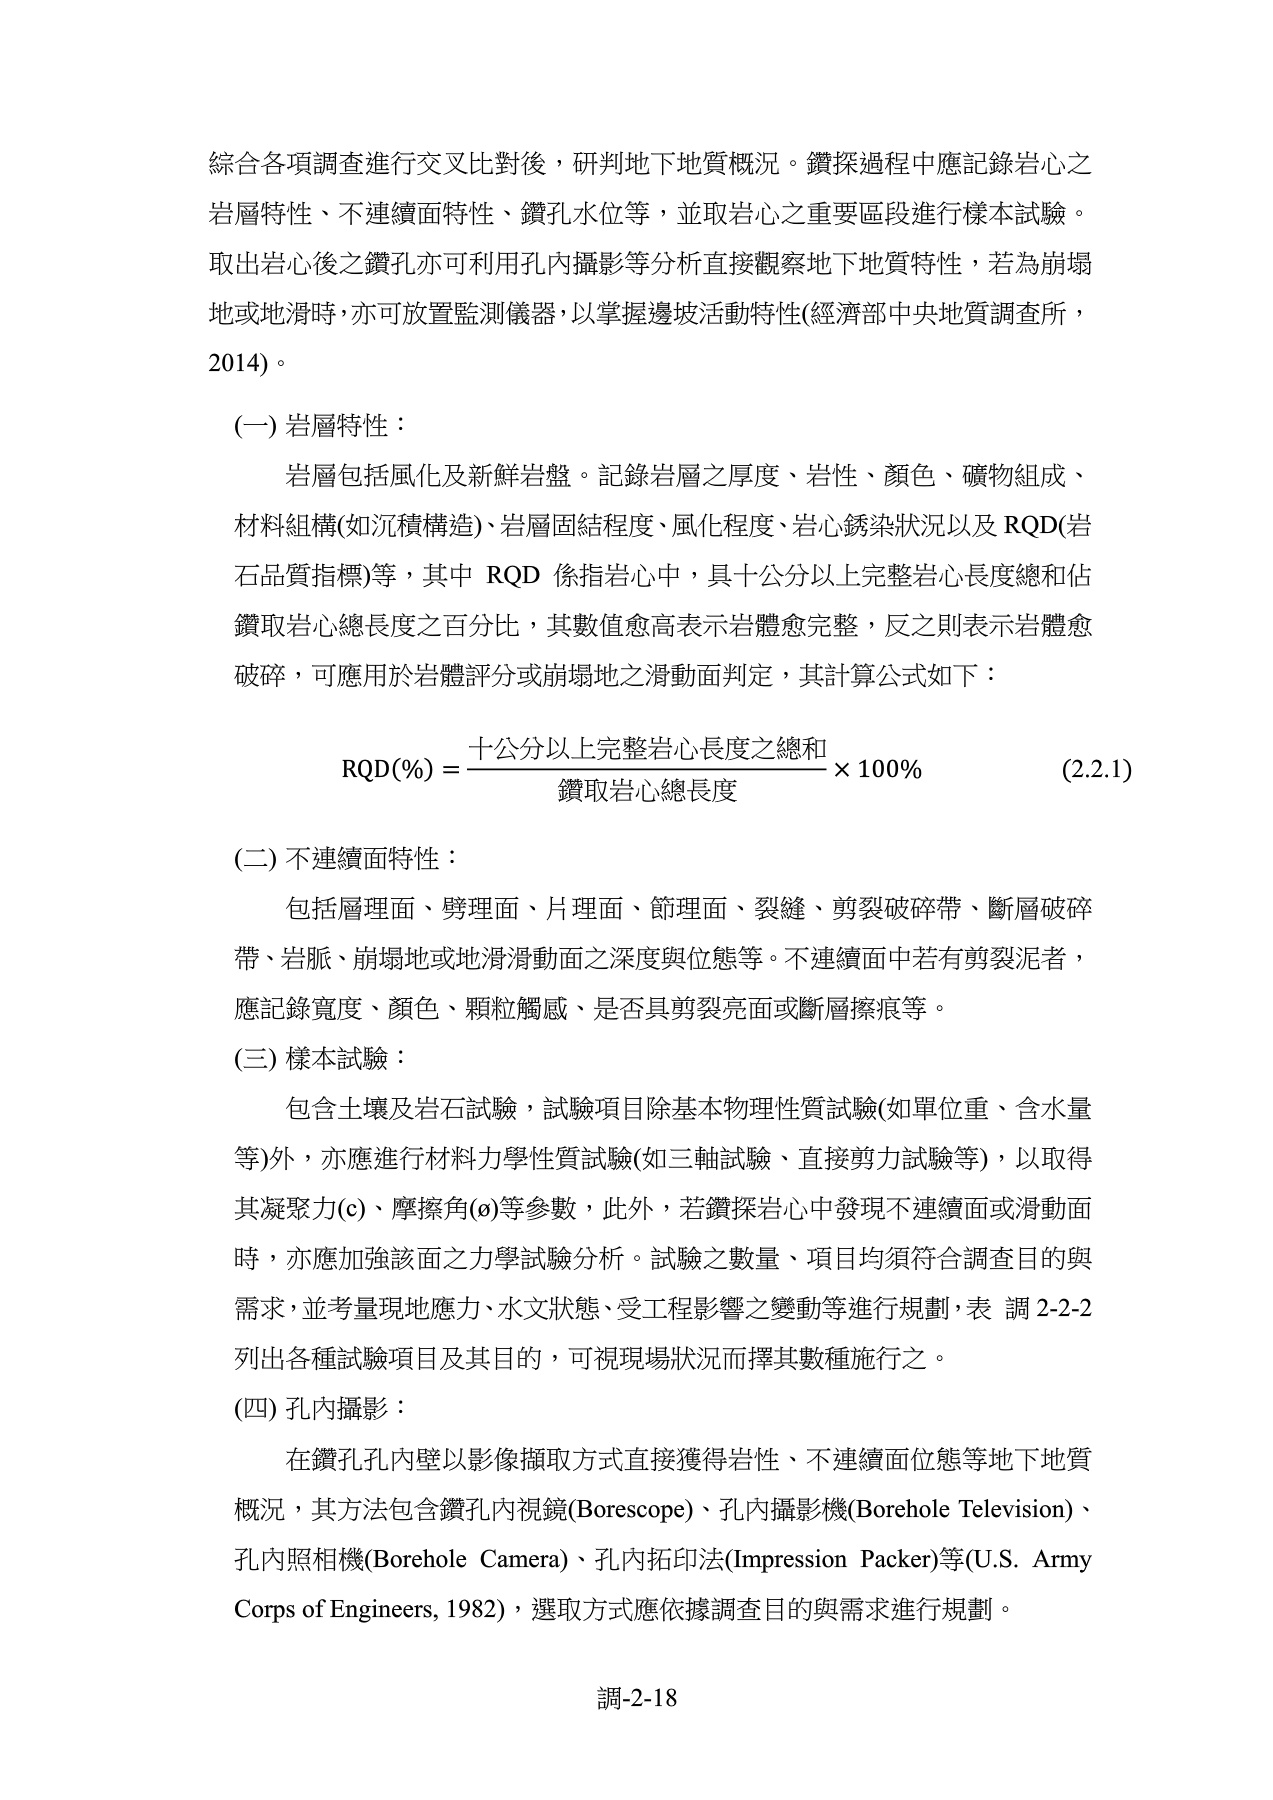 綜合各項調查進行交叉比對後，研判地下地質概況。鑽探過程中應記錄岩心之
岩層特性、不連續面特性、鑽孔水位等，並取岩心之重要區段進行樣本試驗。
取出岩心後之鑽孔亦可利用孔內攝影等分析直接觀察地下地質特性，若為崩塌
地或地滑時，亦可放置監測儀器，以掌握邊坡活動特性(經濟部中央地質調查所，
2014)。
(一) 岩層特性：
岩層包括風化及新鮮岩盤。記錄岩層之厚度、岩性、顏色、礦物組成、
材料組構(如沉積構造)、岩層固結程度、風化程度、岩心銹染狀況以及 RQD(岩
石品質指標)等，其中 RQD 係指岩心中，具十公分以上完整岩心長度總和佔
鑽取岩心總長度之百分比，其數值愈高表示岩體愈完整，反之則表示岩體愈
破碎，可應用於岩體評分或崩塌地之滑動面判定，其計算公式如下：
RQD(%) = 十公分以上完整岩心長度之總和 / 鑽取岩心總長度 × 100% (2.2.1)
(二) 不連續面特性：
包括層理面、劈理面、片理面、節理面、裂縫、剪裂破碎帶、斷層破碎
帶、岩脈、崩塌地或地滑滑動面之深度與位態等。不連續面中若有剪裂泥者，
應記錄寬度、顏色、顆粒觸感、是否具剪裂亮面或斷層擦痕等。
(三) 樣本試驗：
包含土壤及岩石試驗，試驗項目除基本物理性質試驗(如單位重、含水量
等)外，亦應進行材料力學性質試驗(如三軸試驗、直接剪力試驗等)，以取得
其凝聚力(c)、摩擦角(ø)等參數，此外，若鑽探岩心中發現不連續面或滑動面
時，亦應加強該面之力學試驗分析。試驗之數量、項目均須符合調查目的與
需求，並考量現地應力、水文狀態、受工程影響之變動等進行規劃，表 調 2-2-2
列出各種試驗項目及其目的，可視現場狀況而擇其數種施行之。
(四) 孔內攝影：
在鑽孔孔內壁以影像擷取方式直接獲得岩性、不連續面位態等地下地質
概況，其方法包含鑽孔內視鏡(Borescope)、孔內攝影機(Borehole Television)、
孔內照相機(Borehole Camera)、孔內拓印法(Impression Packer)等(U.S. Army
Corps of Engineers, 1982)，選取方式應依據調查目的與需求進行規劃。
調-2-18